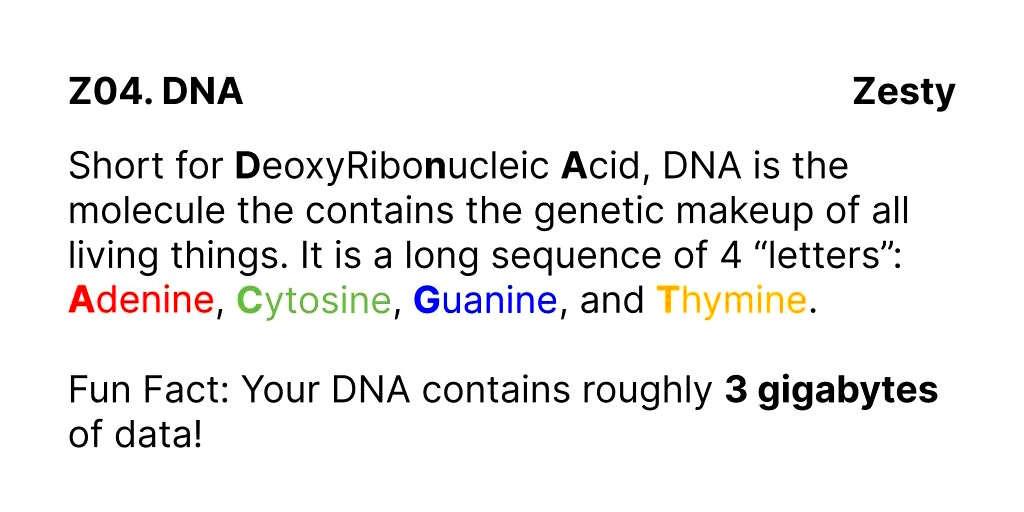 Z04. DNA Zesty
Short for DeoxyRibonucleic Acid, DNA is the
molecule the contains the genetic makeup of all
living things. It is a long sequence of 4 “letters”:
Adenine, Cytosine, Guanine, and Thymine.
Fun Fact: Your DNA contains roughly 3 gigabytes
of data!